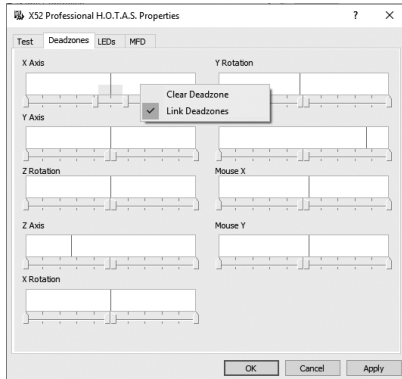 X52 Professional H.O.T.A.S. Properties
?
Test Deadzones LEDs MFD
X Axis
Y Rotation
Clear Deadzone
Link Deadzones
Y Axis
Z Rotation
Mouse X
Z Axis
Mouse Y
X Rotation
OK Cancel Apply